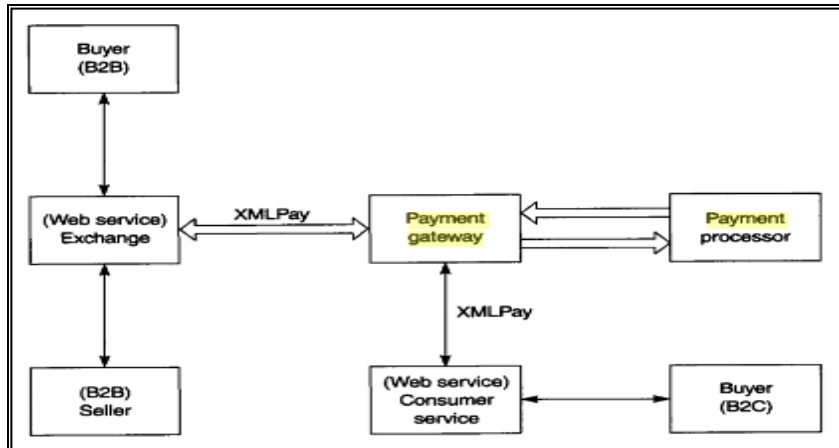 Buyer
(B2B)
(Web service)
Exchange
XMLPay
Payment
gateway
Payment
processor
XMLPay
(B2B)
Seller
(Web service)
Consumer
service
Buyer
(B2C)